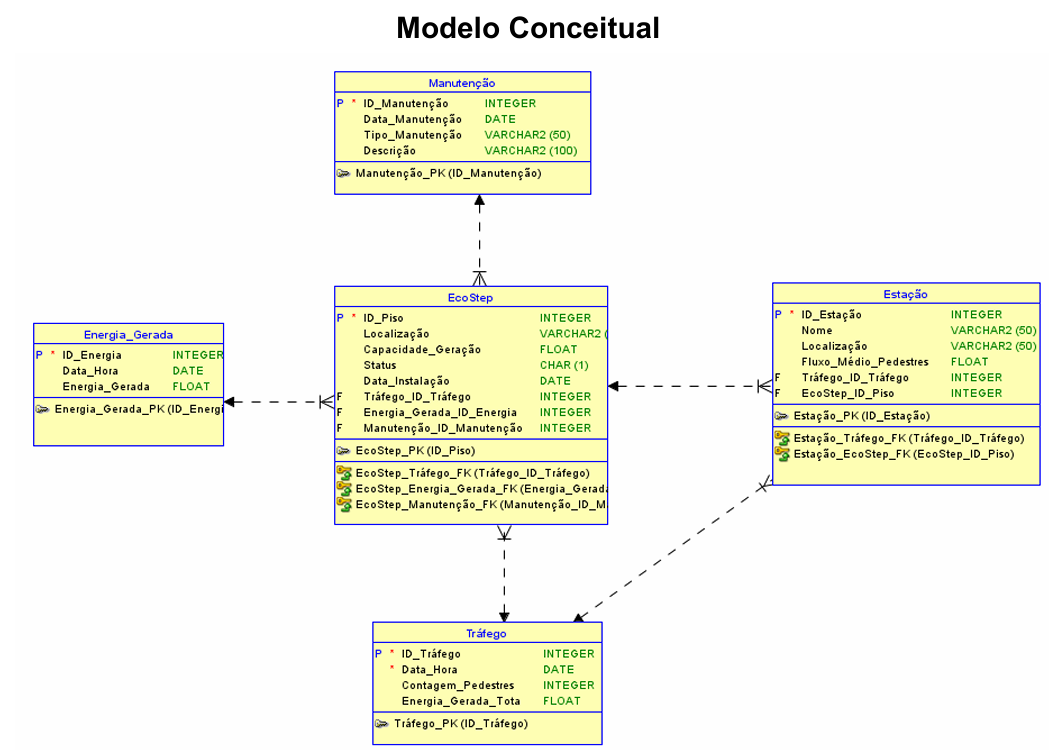 Modelo Conceitual
Manutenção
P * ID_Manutenção INTEGER
Data_Manutenção DATE
Tipo_Manutenção VARCHAR2 (50)
Descrição VARCHAR2 (100)
Manutenção_PK (ID_Manutenção)
EcoStep
P * ID_Piso INTEGER
Localização VARCHAR2 (
Capacidade_Geração FLOAT
Status CHAR (1)
Data_Instalação DATE
F Tráfego_ID_Tráfego INTEGER
F Energia_Gerada_ID_Energia INTEGER
F Manutenção_ID_Manutenção INTEGER
EcoStep_PK (ID_Piso)
EcoStep_Tráfego_FK (Tráfego_ID_Tráfego)
EcoStep_Energia_Gerada_FK (Energia_Gerada
EcoStep_Manutenção_FK (Manutenção_ID_M
Estação
P * ID_Estação INTEGER
Nome VARCHAR2 (50)
Localização VARCHAR2 (50)
Fluxo_Médio_Pedestres FLOAT
F Tráfego_ID_Tráfego INTEGER
F EcoStep_ID_Piso INTEGER
Estação_PK (ID_Estação)
Estação_Tráfego_FK (Tráfego_ID_Tráfego)
Estação_EcoStep_FK (EcoStep_ID_Piso)
Energia_Gerada
P * ID_Energia INTEGER
Data_Hora DATE
Energia_Gerada FLOAT
Energia_Gerada_PK (ID_Energi
Tráfego
P * ID_Tráfego INTEGER
* Data_Hora DATE
Contagem_Pedestres INTEGER
Energia_Gerada_Tota FLOAT
Tráfego_PK (ID_Tráfego)